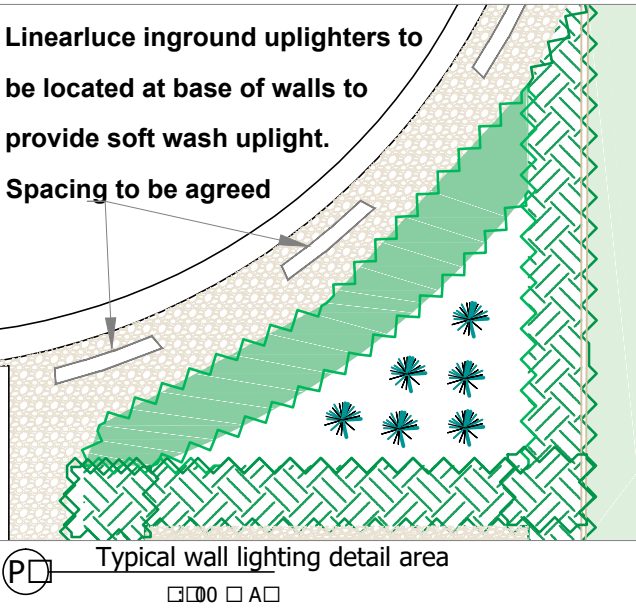 Linearluce inground uplighters to
be located at base of walls to
provide soft wash uplight.
Spacing to be agreed
Typical wall lighting detail area